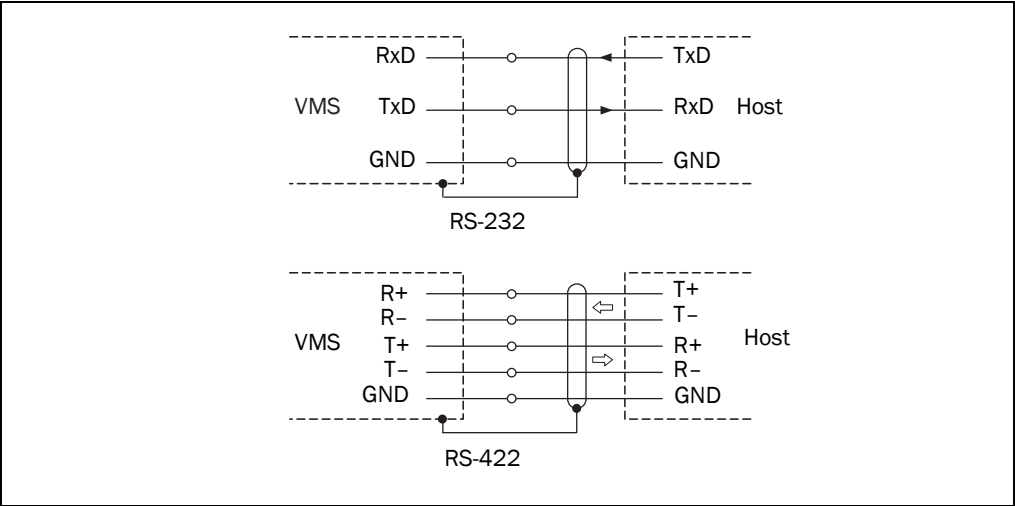 RxD TxD
VMS TxD RxD Host
GND GND
RS-232
R+ T+
R– T–
VMS T+ R+ Host
T– R–
GND GND
RS-422